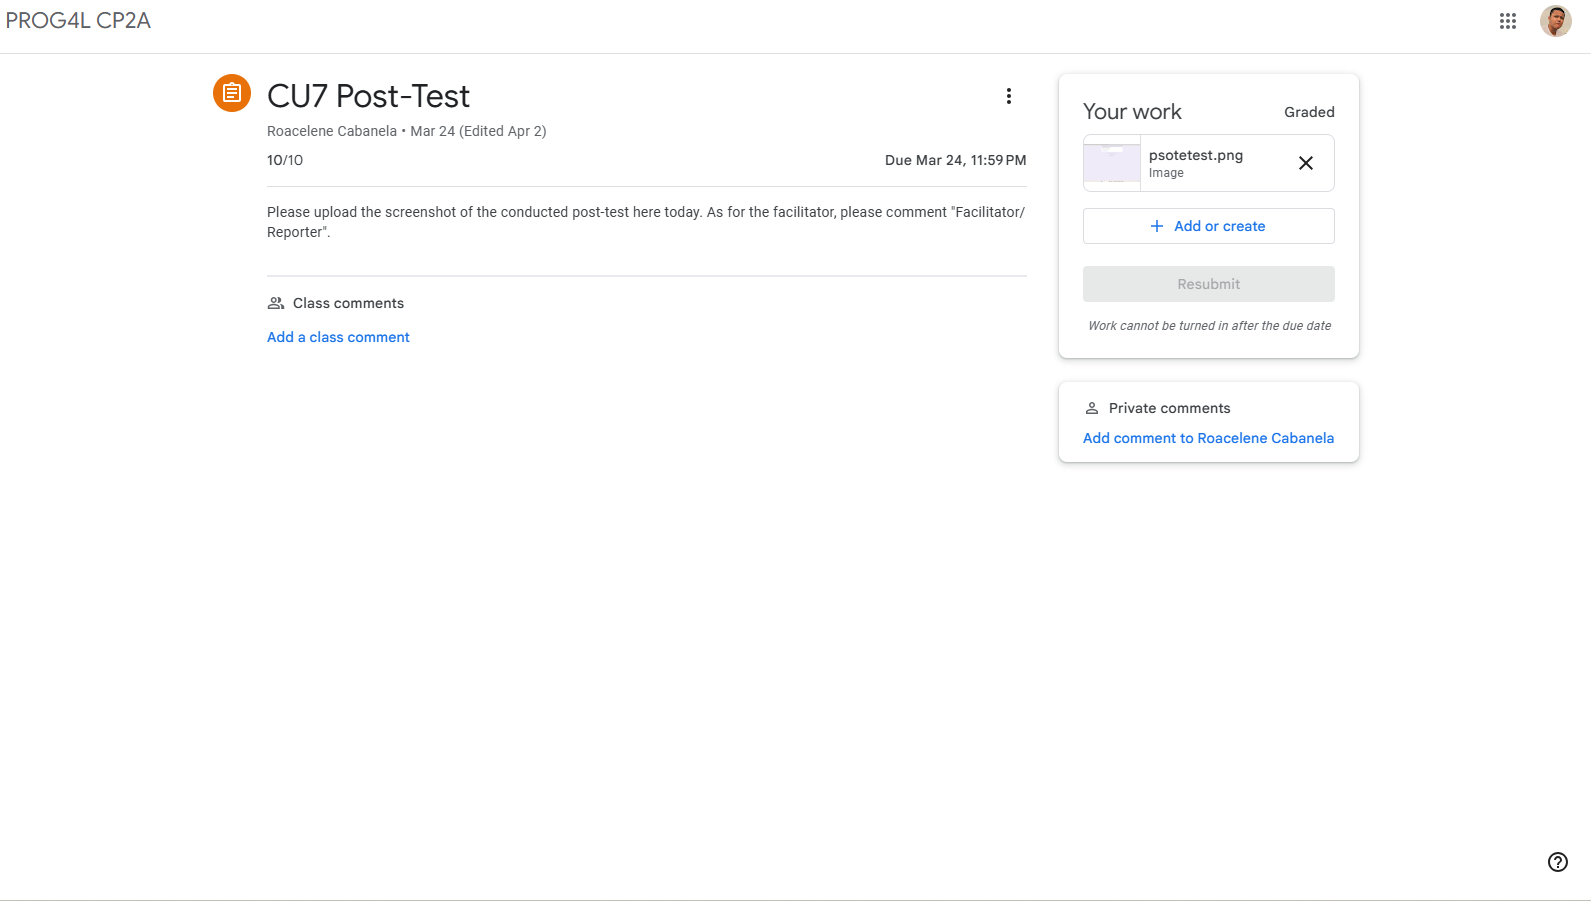 PROG4L CP2A
CU7 Post-Test
Roacelene Cabanela • Mar 24 (Edited Apr 2)
10/10
Due Mar 24, 11:59 PM
Please upload the screenshot of the conducted post-test here today. As for the facilitator, please comment "Facilitator/
Reporter".
Class comments
Add a class comment
Your work
Graded
psotetest.png
Image
Add or create
Resubmit
Work cannot be turned in after the due date
Private comments
Add comment to Roacelene Cabanela